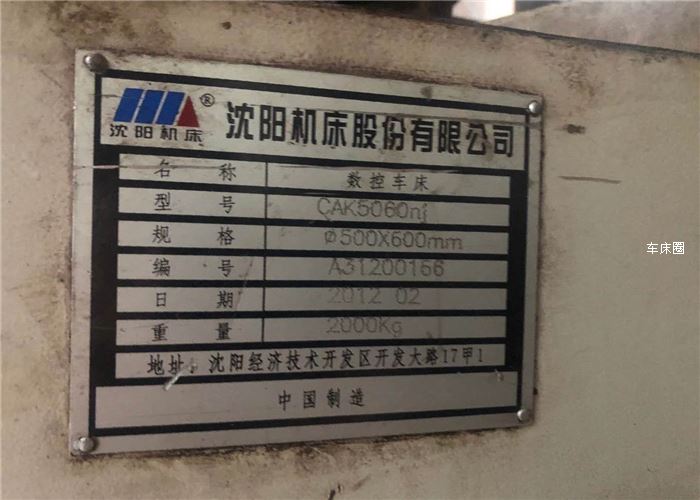 沈阳机床® 沈阳机床股份有限公司
名 称 数控车床
型 号 CAK5060nj
规 格 Ø500X600mm
编 号 A31200166
日 期 2012 02
重 量 2000Kg
地址: 沈阳经济技术开发区开发大路17甲1
中国制造
车床圈